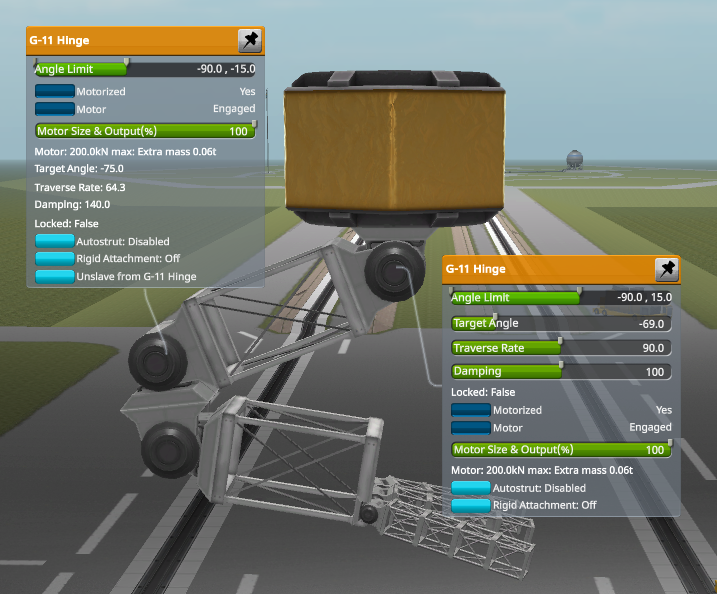 G-11 Hinge
Angle Limit -90.0 , -15.0
Motorized Yes
Motor Engaged
Motor Size & Output(%) 100
Motor: 200.0kN max: Extra mass 0.06t
Target Angle: -75.0
Traverse Rate: 64.3
Damping: 140.0
Locked: False
Autostrut: Disabled
Rigid Attachment: Off
Unslave from G-11 Hinge
G-11 Hinge
Angle Limit -90.0 , 15.0
Target Angle -69.0
Traverse Rate 90.0
Damping 100
Locked: False
Motorized Yes
Motor Engaged
Motor Size & Output(%) 100
Motor: 200.0kN max: Extra mass 0.06t
Autostrut: Disabled
Rigid Attachment: Off